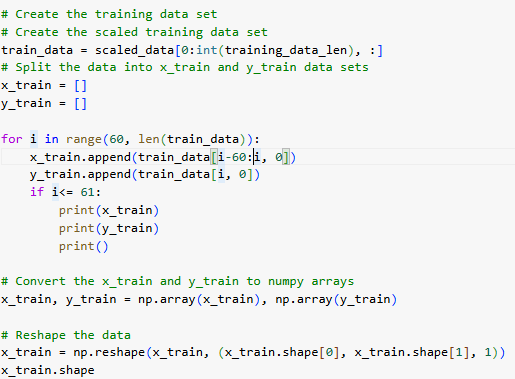 # Create the training data set
# Create the scaled training data set
train_data = scaled_data[0:int(training_data_len), :]
# Split the data into x_train and y_train data sets
x_train = []
y_train = []

for i in range(60, len(train_data)):
    x_train.append(train_data[i-60:i, 0])
    y_train.append(train_data[i, 0])
    if i<= 61:
        print(x_train)
        print(y_train)
        print()

# Convert the x_train and y_train to numpy arrays
x_train, y_train = np.array(x_train), np.array(y_train)

# Reshape the data
x_train = np.reshape(x_train, (x_train.shape[0], x_train.shape[1], 1))
x_train.shape